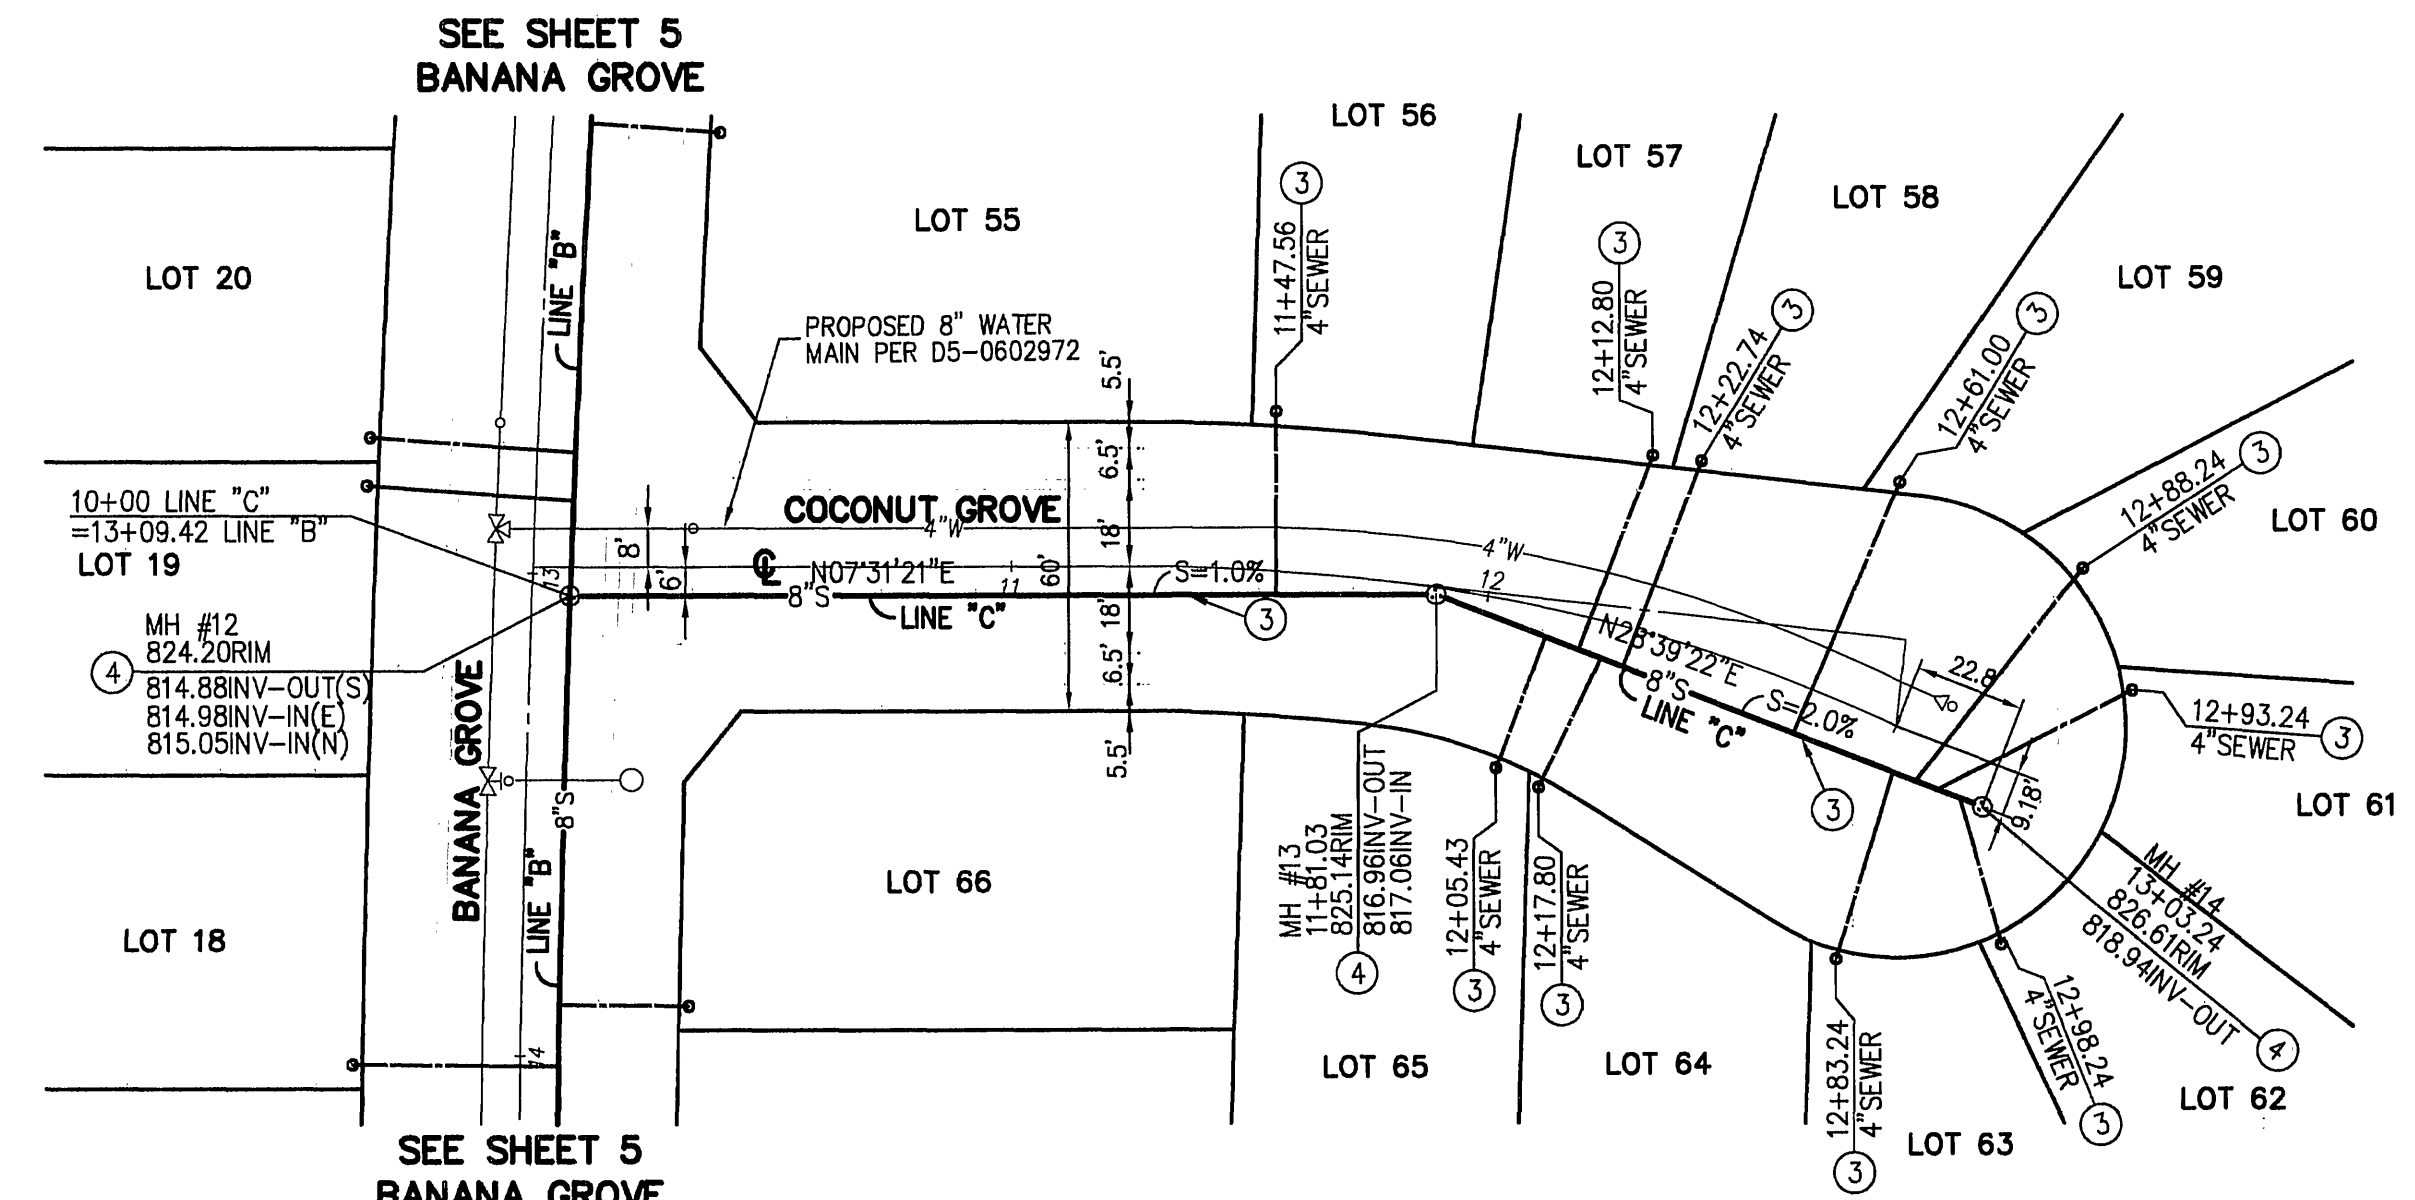 SEE SHEET 5
BANANA GROVE
LOT 20
LOT 19
LOT 18
LOT 55
LOT 56
LOT 57
LOT 58
LOT 59
LOT 60
LOT 61
LOT 62
LOT 63
LOT 64
LOT 65
LOT 66
LINE "B"
PROPOSED 8" WATER
MAIN PER D5-0602972
10+00 LINE "C"
=13+09.42 LINE "B"
MH #12
824.20RIM
814.88INV-OUT(S)
814.98INV-IN(E)
815.05INV-IN(N)
4
BANANA GROVE
8"S
LINE "B"
13
14
COCONUT GROVE
4"W
8'
6'
CL
N07°31'21"E
11
60'
S=1.0%
8"S
LINE "C"
3
5.5'
6.5'
18'
18'
6.5'
5.5'
3
11+47.56
4"SEWER
3
12+12.80
4"SEWER
3
12+22.74
4"SEWER
3
12+61.00
4"SEWER
3
12+88.24
4"SEWER
4"W
12
N28°39'22"E
8"S
LINE "C"
S=2.0%
3
22.8
9.18'
12+93.24
4"SEWER
3
MH #13
11+81.03
825.14RIM
816.96INV-OUT
817.06INV-IN
4
12+05.43
4"SEWER
3
12+17.80
4"SEWER
3
12+83.24
4"SEWER
3
12+98.24
4"SEWER
3
MH #14
13+03.24
826.61RIM
818.94INV-OUT
4
SEE SHEET 5
BANANA GROVE